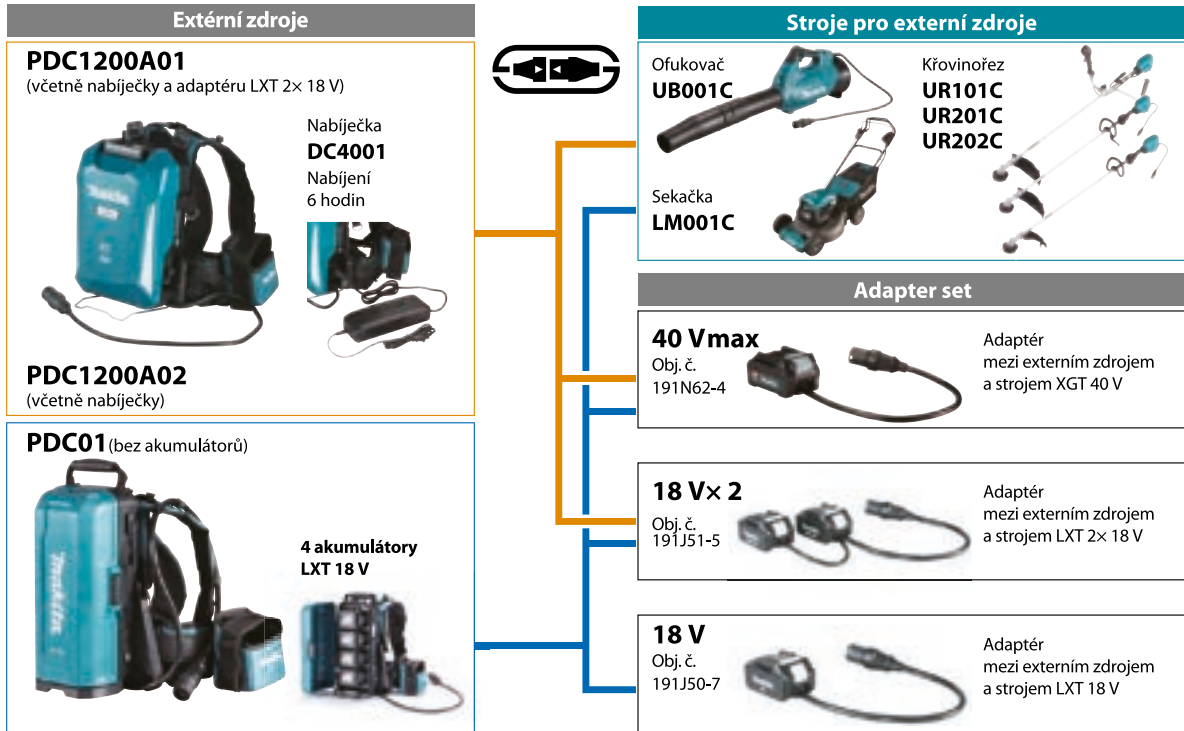 Extérní zdroje
PDC1200A01
(včetně nabíječky a adaptéru LXT 2× 18 V)
Nabíječka
DC4001
Nabíjení
6 hodin
Makita
PDC1200A02
(včetně nabíječky)
PDC01 (bez akumulátorů)
4 akumulátory
LXT 18 V
Makita
Stroje pro externí zdroje
Ofukovač
UB001C
Křovinořez
UR101C
UR201C
UR202C
Sekačka
LM001C
Adapter set
40 Vmax
Obj. č.
191N62-4
Adaptér
mezi externím zdrojem
a strojem XGT 40 V
18 V× 2
Obj. č.
191J51-5
Adaptér
mezi externím zdrojem
a strojem LXT 2× 18 V
18 V
Obj. č.
191J50-7
Adaptér
mezi externím zdrojem
a strojem LXT 18 V